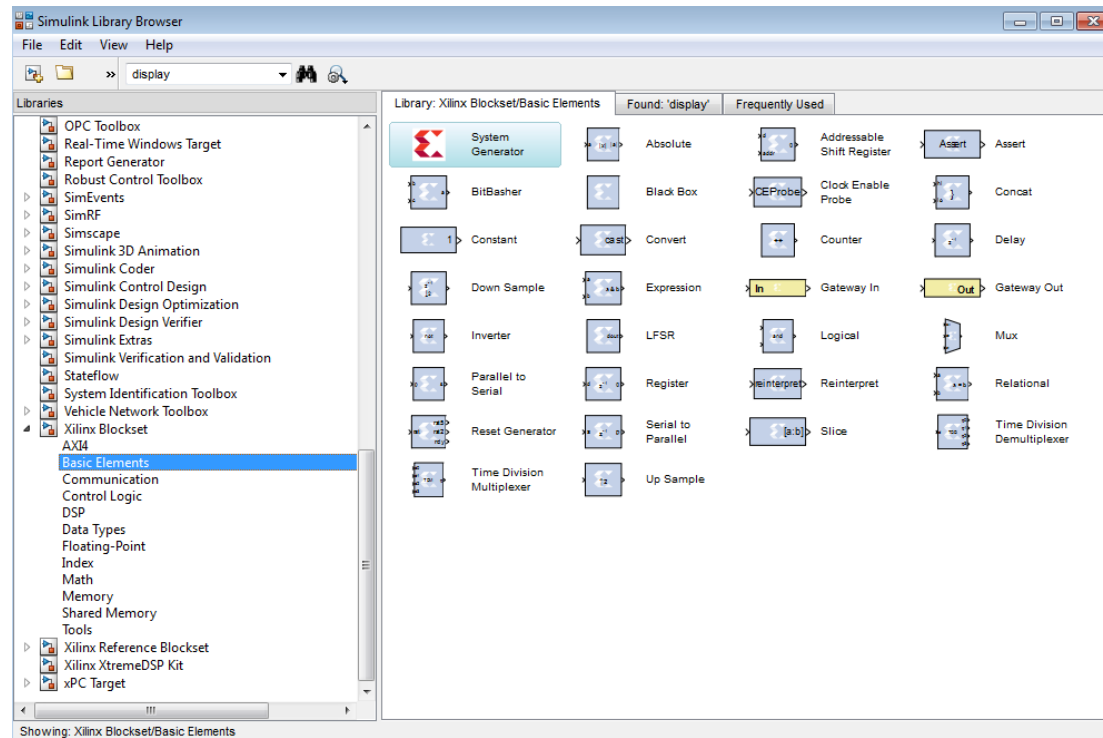 Simulink Library Browser
File Edit View Help
» display
Libraries
OPC Toolbox
Real-Time Windows Target
Report Generator
Robust Control Toolbox
SimEvents
SimRF
Simscape
Simulink 3D Animation
Simulink Coder
Simulink Control Design
Simulink Design Optimization
Simulink Design Verifier
Simulink Extras
Simulink Verification and Validation
Stateflow
System Identification Toolbox
Vehicle Network Toolbox
Xilinx Blockset
AXI4
Basic Elements
Communication
Control Logic
DSP
Data Types
Floating-Point
Index
Math
Memory
Shared Memory
Tools
Xilinx Reference Blockset
Xilinx XtremeDSP Kit
xPC Target
Library: Xilinx Blockset/Basic Elements Found: 'display' Frequently Used
System
Generator
Absolute
Addressable
Shift Register
Assert Assert
BitBasher
Black Box
CEProbe Clock Enable
Probe
Concat
1 Constant
cast Convert
Counter
Delay
Down Sample
Expression
In Gateway In
Out Gateway Out
Inverter
LFSR
Logical
Mux
Parallel to
Serial
Register
reinterpret Reinterpret
Relational
Reset Generator
Serial to
Parallel
[a:b] Slice
Time Division
Demultiplexer
Time Division
Multiplexer
Up Sample
Showing: Xilinx Blockset/Basic Elements